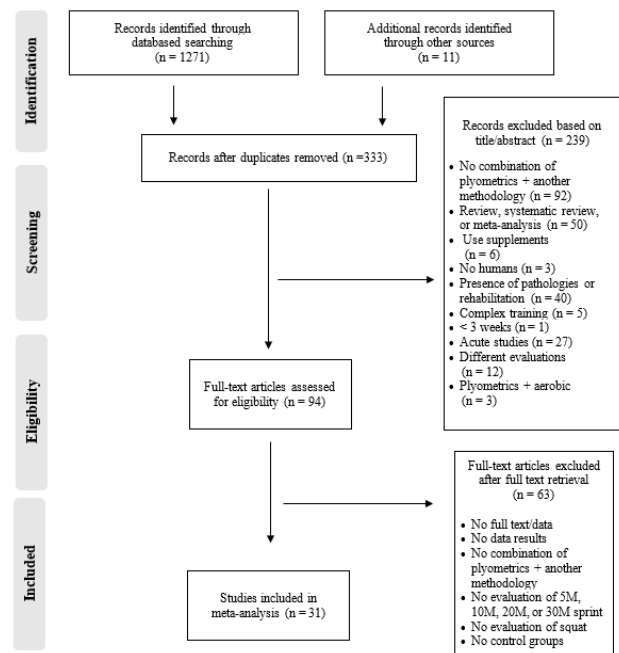 Identification
Records identified through
databased searching
(n = 1271)
Additional records identified
through other sources
(n = 11)
Records after duplicates removed (n =333)
Screening
Records excluded based on
title/abstract (n = 239)
• No combination of
plyometrics + another
methodology (n = 92)
• Review, systematic review,
or meta-analysis (n = 50)
• Use supplements
(n = 6)
• No humans (n = 3)
• Presence of pathologies or
rehabilitation (n = 40)
• Complex training (n = 5)
• < 3 weeks (n = 1)
• Acute studies (n = 27)
• Different evaluations
(n = 12)
• Plyometrics + aerobic
(n = 3)
Eligibility
Full-text articles assessed
for eligibility (n = 94)
Full-text articles excluded
after full text retrieval
(n = 63)
• No full text/data
• No data results
• No combination of
plyometrics + another
methodology
• No evaluation of 5M,
10M, 20M, or 30M sprint
• No evaluation of squat
• No control groups
Included
Studies included in
meta-analysis (n = 31)